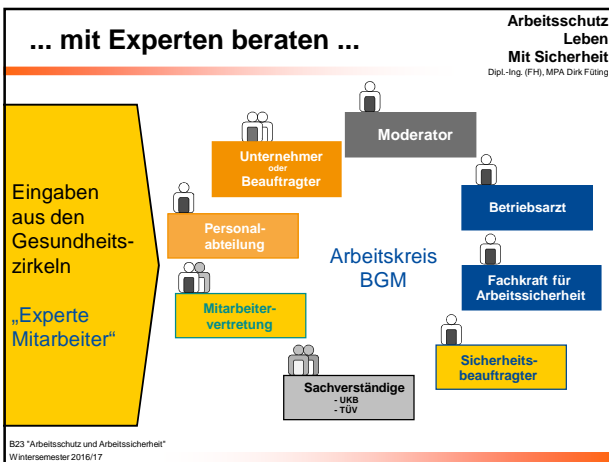 ... mit Experten beraten ...
Arbeitsschutz
Leben
Mit Sicherheit
Dipl.-Ing. (FH), MPA Dirk Füting
Eingaben
aus den
Gesundheits-
zirkeln
„Experte
Mitarbeiter“
Moderator
Unternehmer
oder
Beauftragter
Betriebsarzt
Personal-
abteilung
Arbeitskreis
BGM
Fachkraft für
Arbeitssicherheit
Mitarbeiter-
vertretung
Sicherheits-
beauftragter
Sachverständige
- UKB
- TÜV
B23 "Arbeitsschutz und Arbeitssicherheit"
Wintersemester 2016/17